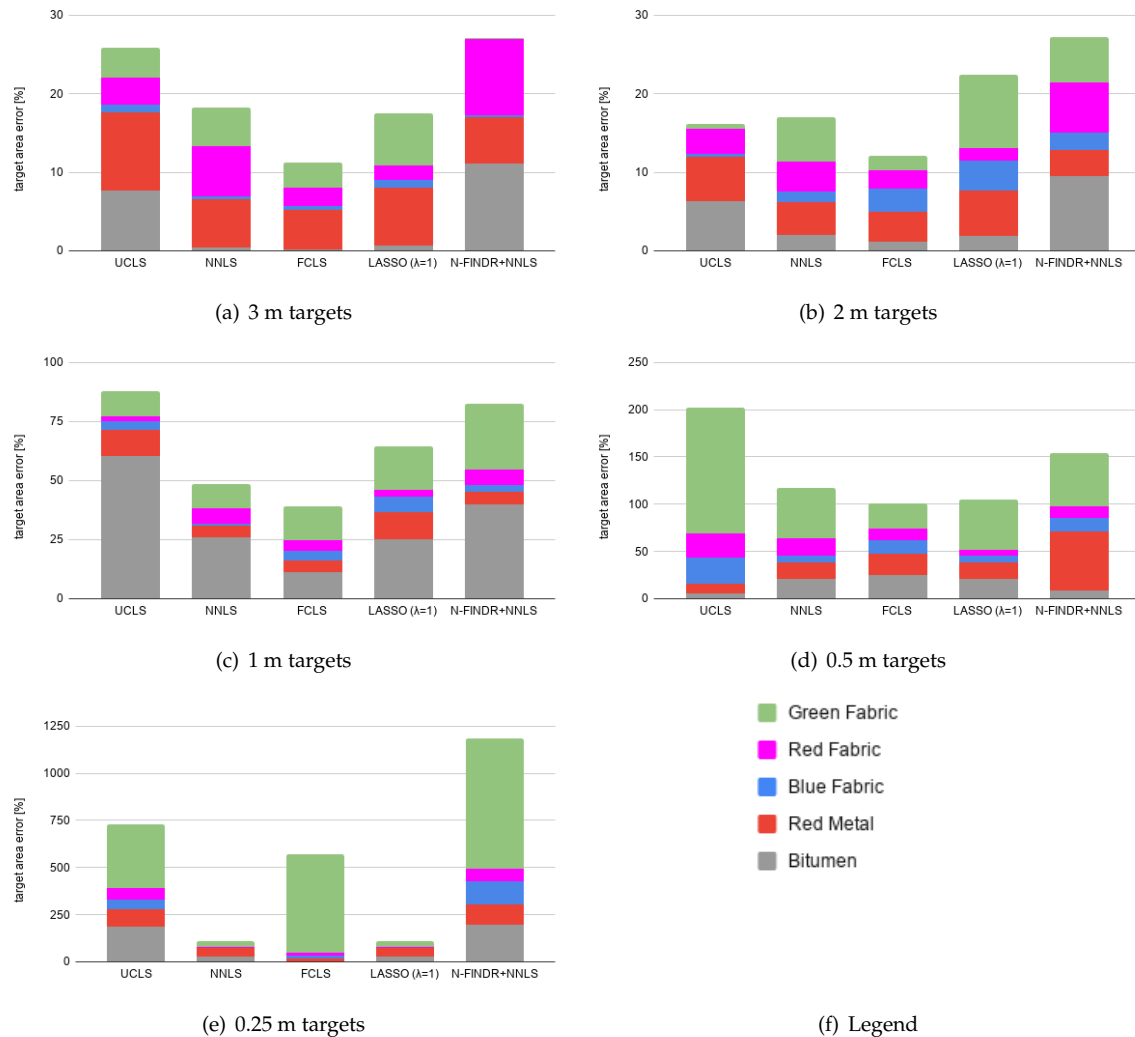 30
20
10
0
target area error [%]
UCLS NNLS FCLS LASSO (λ=1) N-FINDR+NNLS
(a) 3 m targets
30
20
10
0
target area error [%]
UCLS NNLS FCLS LASSO (λ=1) N-FINDR+NNLS
(b) 2 m targets
100
75
50
25
0
target area error [%]
UCLS NNLS FCLS LASSO (λ=1) N-FINDR+NNLS
(c) 1 m targets
250
200
150
100
50
0
target area error [%]
UCLS NNLS FCLS LASSO (λ=1) N-FINDR+NNLS
(d) 0.5 m targets
1250
1000
750
500
250
0
target area error [%]
UCLS NNLS FCLS LASSO (λ=1) N-FINDR+NNLS
(e) 0.25 m targets
Green Fabric
Red Fabric
Blue Fabric
Red Metal
Bitumen
(f) Legend